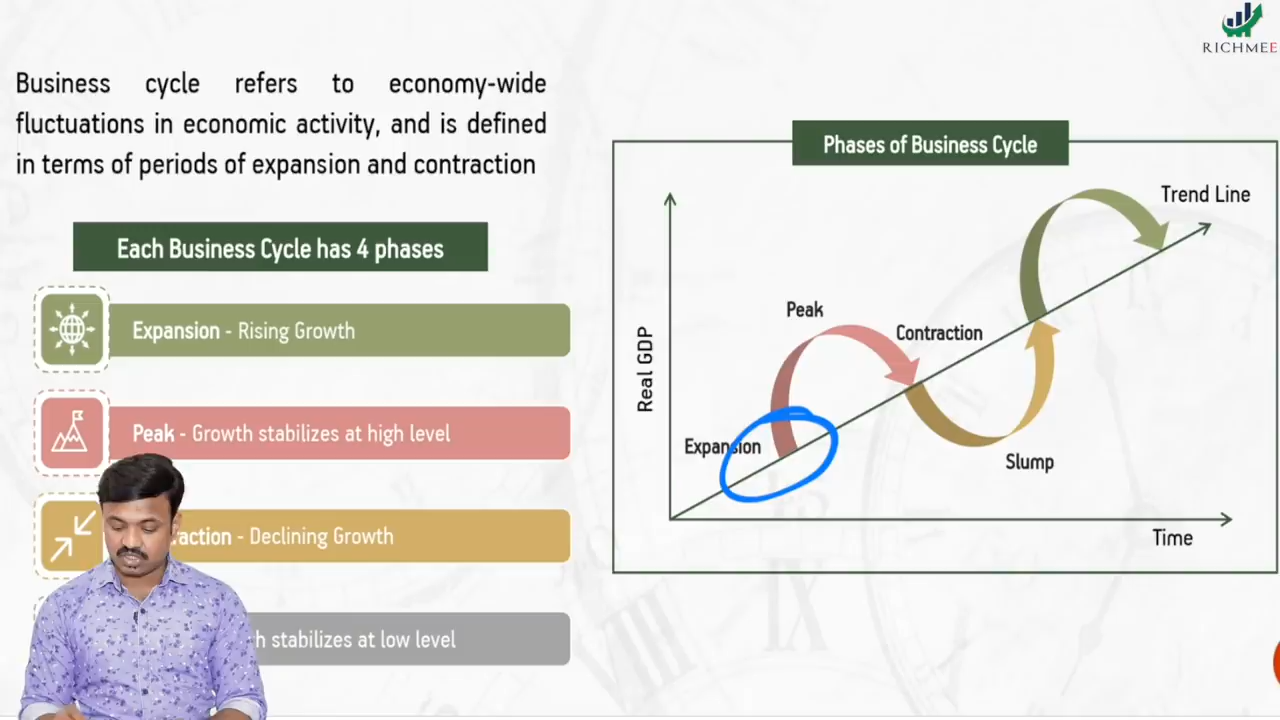 RICHMEE
Business cycle refers to economy-wide
fluctuations in economic activity, and is defined
in terms of periods of expansion and contraction
Each Business Cycle has 4 phases
Expansion - Rising Growth
Peak - Growth stabilizes at high level
raction - Declining Growth
h stabilizes at low level
Phases of Business Cycle
Trend Line
Peak
Contraction
Real GDP
Expansion
Slump
Time